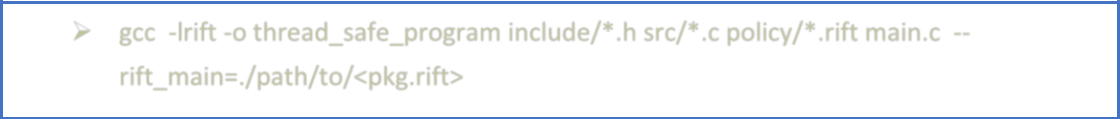 ➢ gcc -lrift -o thread_safe_program include/*.h src/*.c policy/*.rift main.c --
rift_main=./path/to/<pkg.rift>